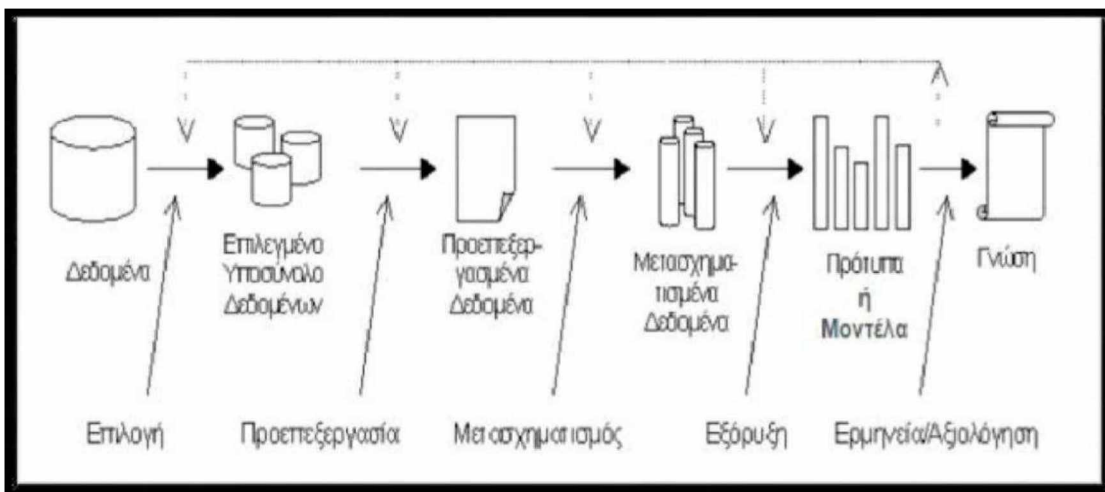 Δεδομένα
Επιλεγμένο
Υποσύνολο
Δεδομένων
Προεπεξερ-
γασμένα
Δεδομένα
Μετασχημα-
τισμένα
Δεδομένα
Πρότυπα
ή
Μοντέλα
Γνώση
Επιλογή
Προεπεξεργασία
Μετασχηματισμός
Εξόρυξη
Ερμηνεία/Αξιολόγηση